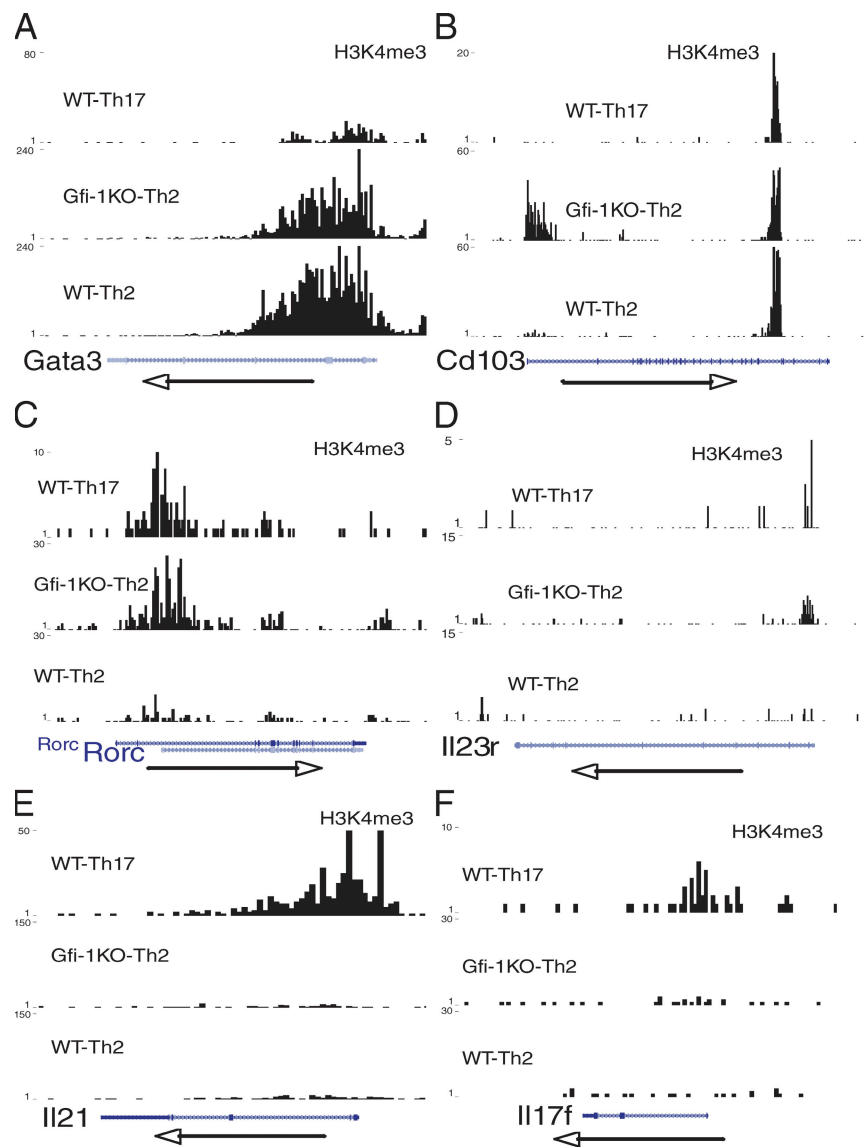 A
H3K4me3
80
WT-Th17
1
240
Gfi-1KO-Th2
1
240
WT-Th2
1
Gata3
B
H3K4me3
20
WT-Th17
1
60
Gfi-1KO-Th2
1
60
WT-Th2
1
Cd103
C
H3K4me3
10
WT-Th17
1
30
Gfi-1KO-Th2
1
30
WT-Th2
1
Rorc Rorc
D
5
H3K4me3
WT-Th17
1
15
Gfi-1KO-Th2
1
15
WT-Th2
1
Il23r
E
H3K4me3
50
WT-Th17
1
150
Gfi-1KO-Th2
1
150
WT-Th2
1
Il21
F
10
H3K4me3
WT-Th17
1
30
Gfi-1KO-Th2
1
30
WT-Th2
1
Il17f